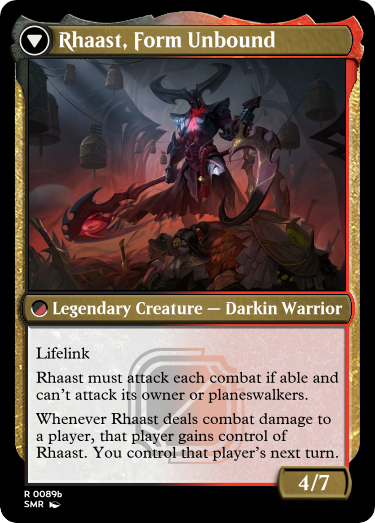 Rhaast, Form Unbound
Legendary Creature — Darkin Warrior
Lifelink
Rhaast must attack each combat if able and
can't attack its owner or planeswalkers.
Whenever Rhaast deals combat damage to
a player, that player gains control of
Rhaast. You control that player's next turn.
4/7
R 0089b
SMR